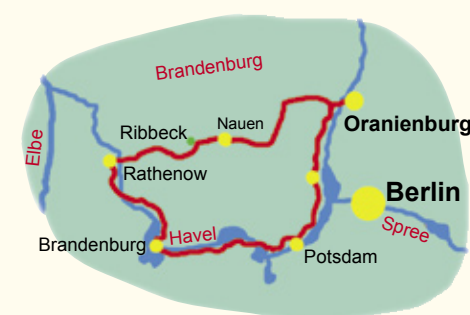 Brandenburg
Nauen
Oranienburg
Ribbeck
Elbe
Rathenow
Berlin
Spree
Havel
Brandenburg
Potsdam